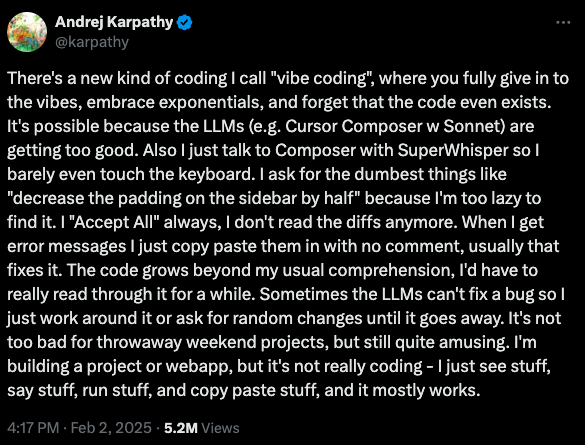 Andrej Karpathy
@karpathy
There's a new kind of coding I call "vibe coding", where you fully give in to
the vibes, embrace exponentials, and forget that the code even exists.
It's possible because the LLMs (e.g. Cursor Composer w Sonnet) are
getting too good. Also I just talk to Composer with SuperWhisper so I
barely even touch the keyboard. I ask for the dumbest things like
"decrease the padding on the sidebar by half" because I'm too lazy to
find it. I "Accept All" always, I don't read the diffs anymore. When I get
error messages I just copy paste them in with no comment, usually that
fixes it. The code grows beyond my usual comprehension, I'd have to
really read through it for a while. Sometimes the LLMs can't fix a bug so I
just work around it or ask for random changes until it goes away. It's not
too bad for throwaway weekend projects, but still quite amusing. I'm
building a project or webapp, but it's not really coding - I just see stuff,
say stuff, run stuff, and copy paste stuff, and it mostly works.
4:17 PM · Feb 2, 2025 · 5.2M Views